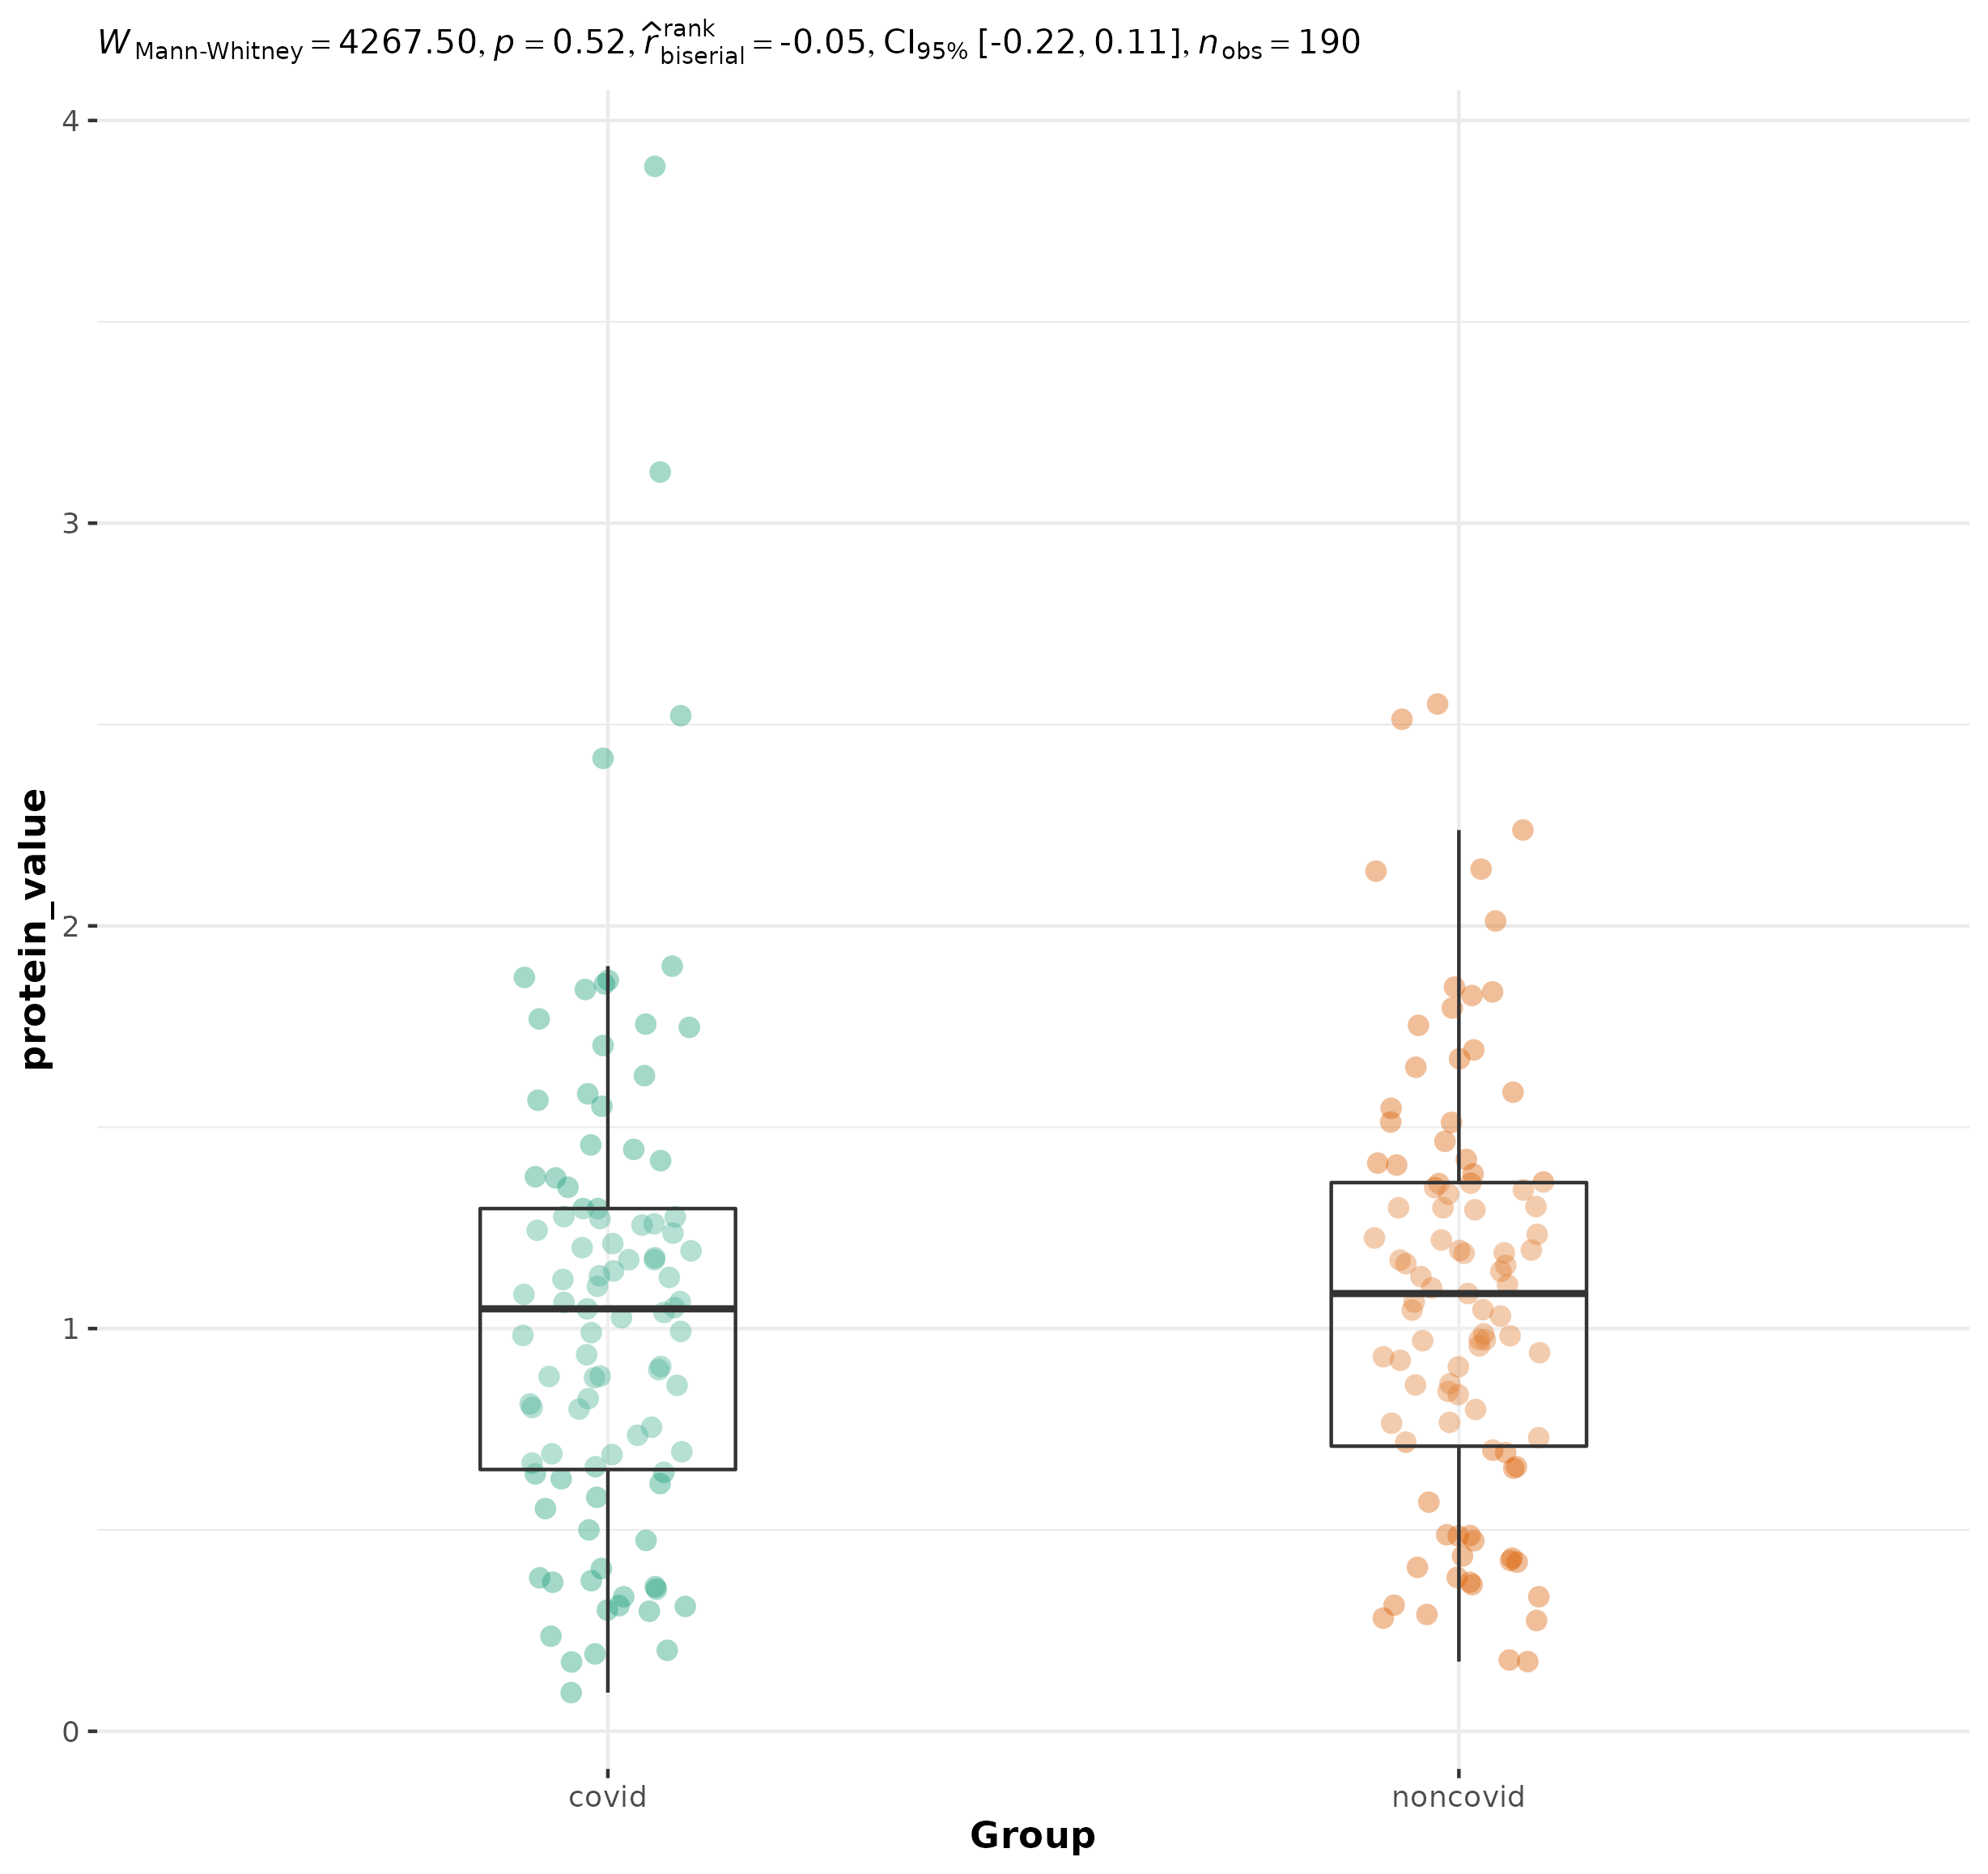 W Mann-Whitney = 4267.50, p = 0.52, r̂ rank biserial = -0.05, CI95% [-0.22, 0.11], nobs = 190
4
3
2
1
0
protein_value
covid noncovid
Group